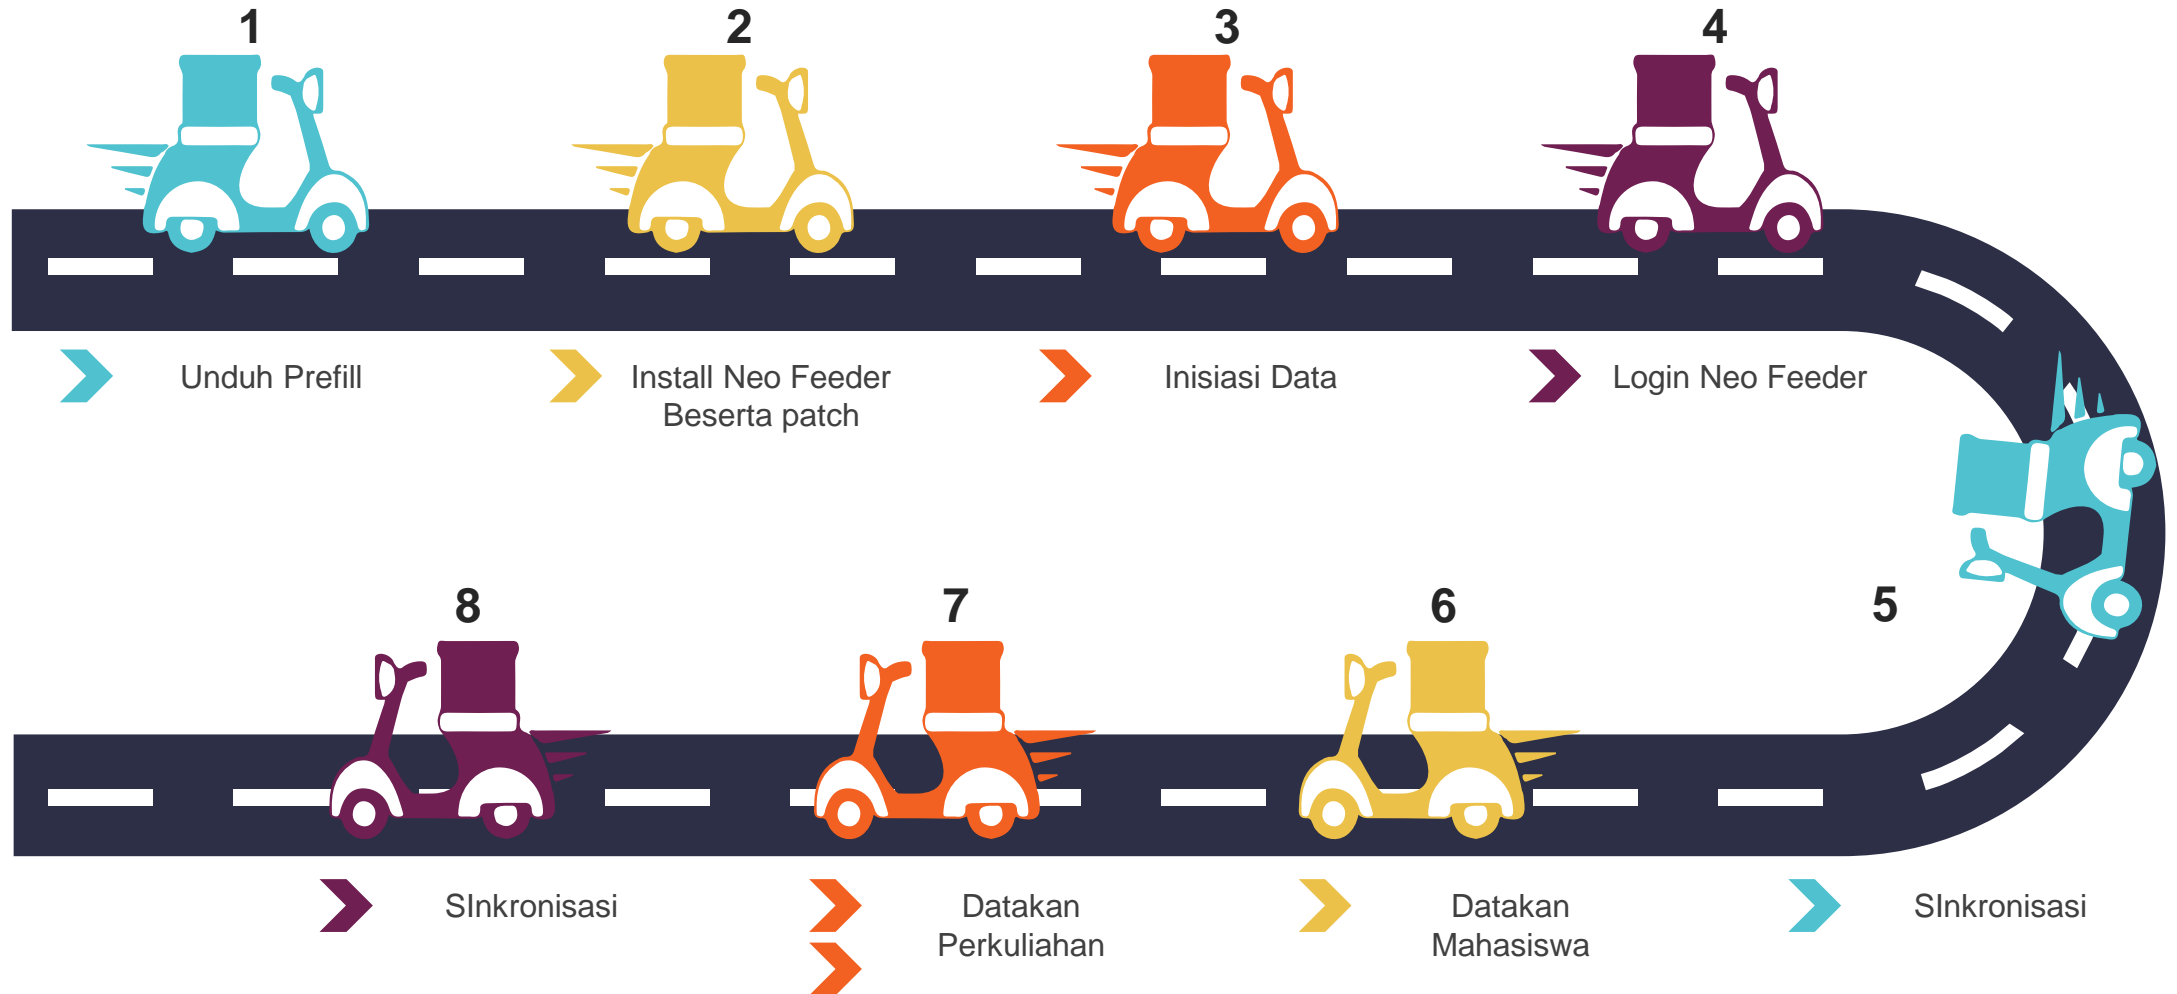 1
2
3
4
Unduh Prefill
Install Neo Feeder
Beserta patch
Inisiasi Data
Login Neo Feeder
8
7
6
5
SInkronisasi
Datakan
Perkuliahan
Datakan
Mahasiswa
SInkronisasi